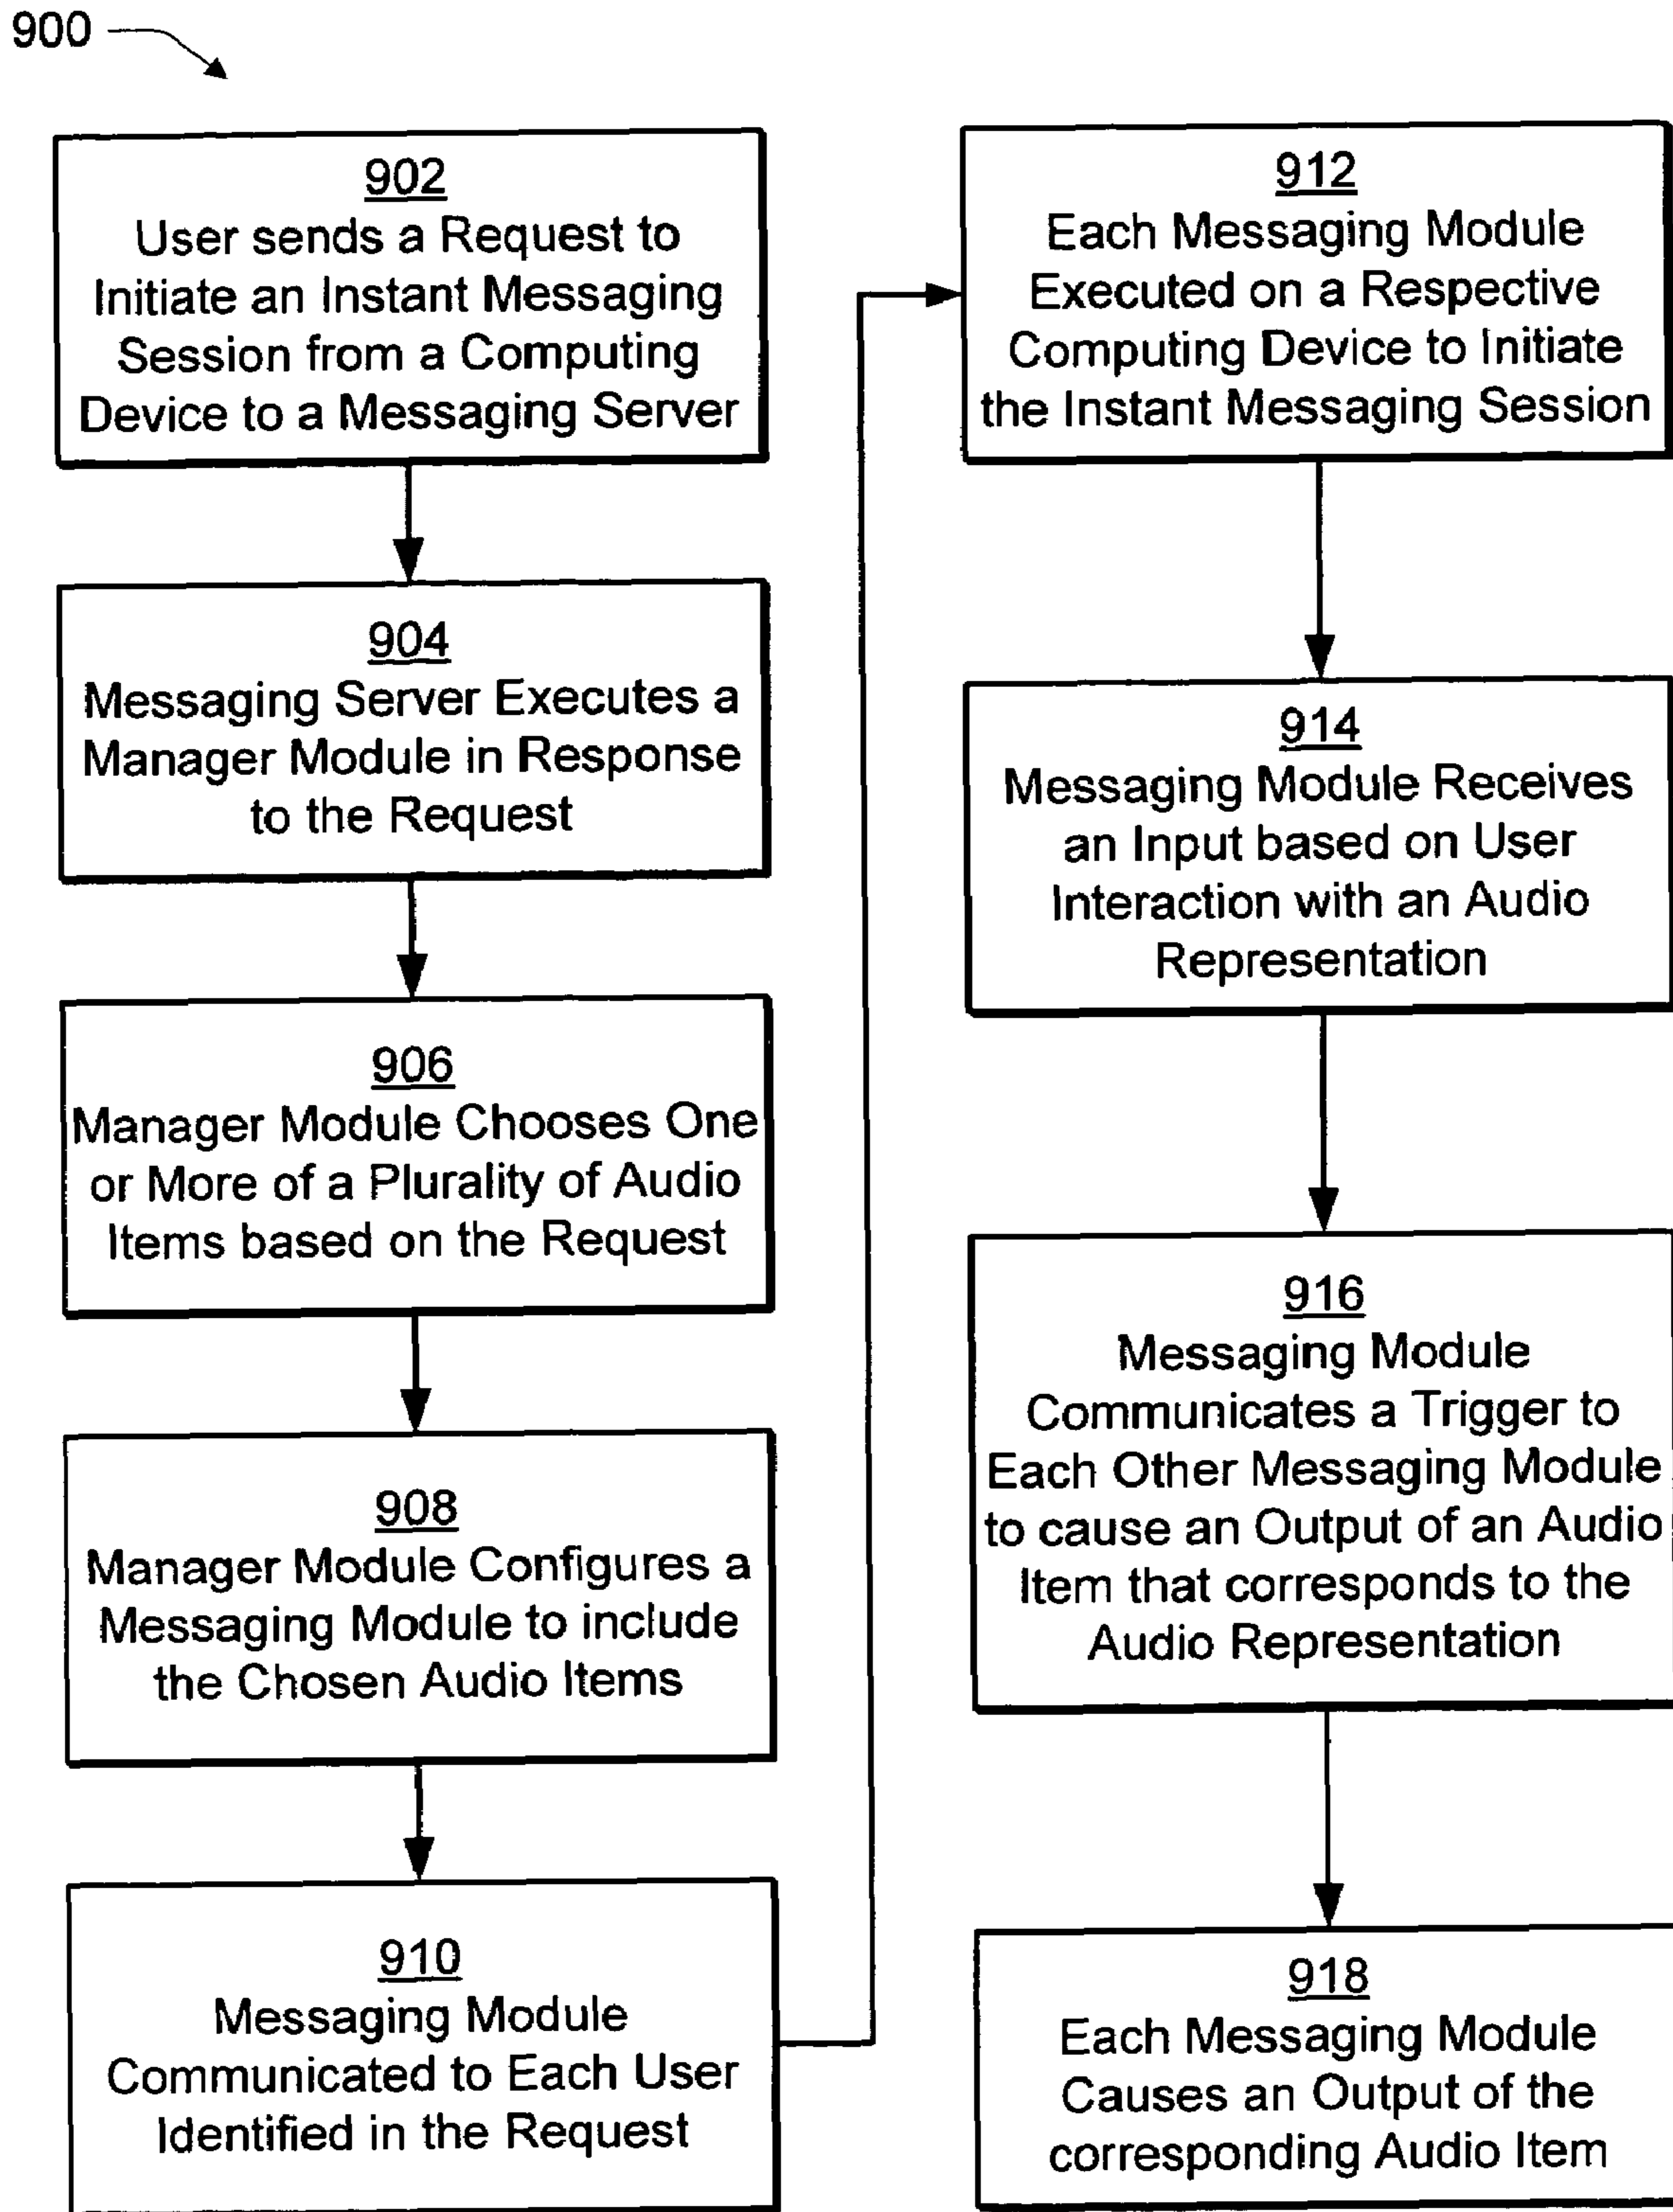 900
902
User sends a Request to
Initiate an Instant Messaging
Session from a Computing
Device to a Messaging Server
904
Messaging Server Executes a
Manager Module in Response
to the Request
906
Manager Module Chooses One
or More of a Plurality of Audio
Items based on the Request
908
Manager Module Configures a
Messaging Module to include
the Chosen Audio Items
910
Messaging Module
Communicated to Each User
Identified in the Request
912
Each Messaging Module
Executed on a Respective
Computing Device to Initiate
the Instant Messaging Session
914
Messaging Module Receives
an Input based on User
Interaction with an Audio
Representation
916
Messaging Module
Communicates a Trigger to
Each Other Messaging Module
to cause an Output of an Audio
Item that corresponds to the
Audio Representation
918
Each Messaging Module
Causes an Output of the
corresponding Audio Item